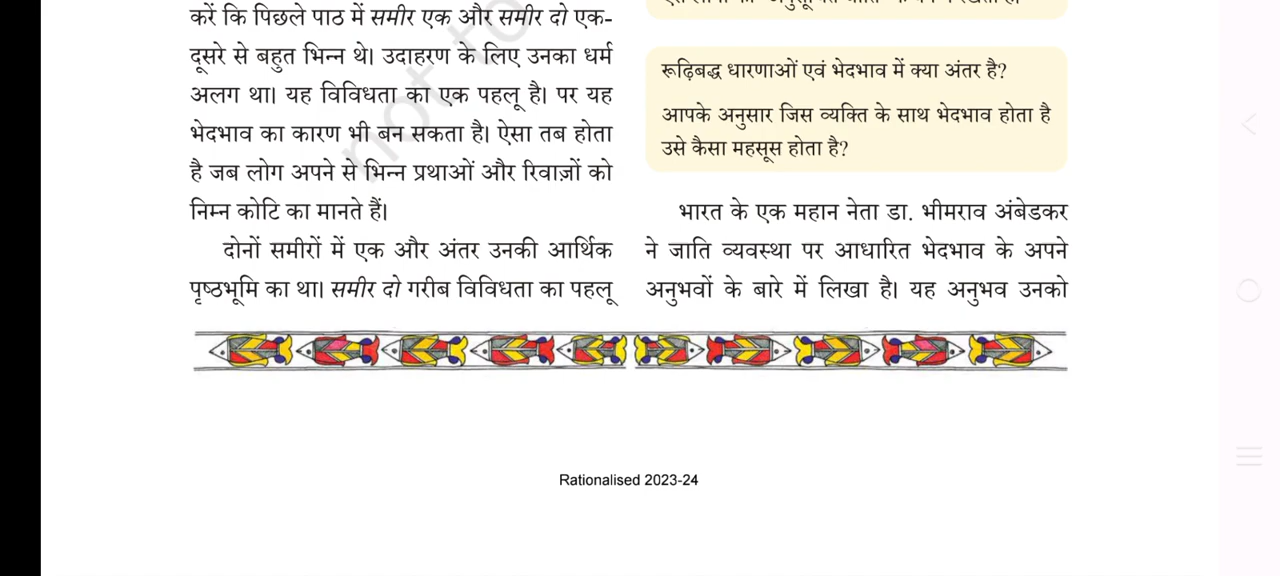 करें कि पिछले पाठ में समीर एक और समीर दो एक-
दूसरे से बहुत भिन्न थे। उदाहरण के लिए उनका धर्म
अलग था। यह विविधता का एक पहलू है। पर यह
भेदभाव का कारण भी बन सकता है। ऐसा तब होता
है जब लोग अपने से भिन्न प्रथाओं और रिवाज़ों को
निम्न कोटि का मानते हैं।
दोनों समीरों में एक और अंतर उनकी आर्थिक
पृष्ठभूमि का था। समीर दो गरीब विविधता का पहलू
रूढ़िबद्ध धारणाओं एवं भेदभाव में क्या अंतर है?
आपके अनुसार जिस व्यक्ति के साथ भेदभाव होता है
उसे कैसा महसूस होता है?
भारत के एक महान नेता डा. भीमराव अंबेडकर
ने जाति व्यवस्था पर आधारित भेदभाव के अपने
अनुभवों के बारे में लिखा है। यह अनुभव उनको
not to
Rationalised 2023-24